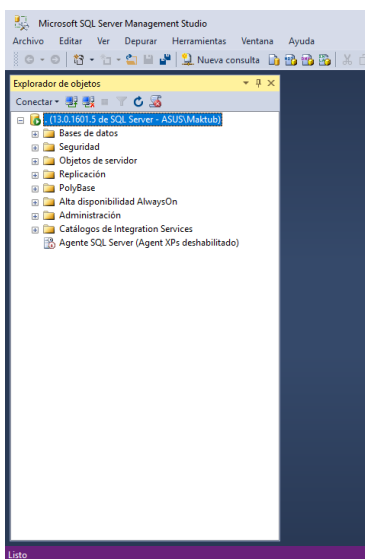 Microsoft SQL Server Management Studio
Archivo Editar Ver Depurar Herramientas Ventana Ayuda
Nueva consulta
Explorador de objetos
Conectar
. (13.0.1601.5 de SQL Server - ASUS\Maktub)
Bases de datos
Seguridad
Objetos de servidor
Replicación
PolyBase
Alta disponibilidad AlwaysOn
Administración
Catálogos de Integration Services
Agente SQL Server (Agent XPs deshabilitado)
Listo